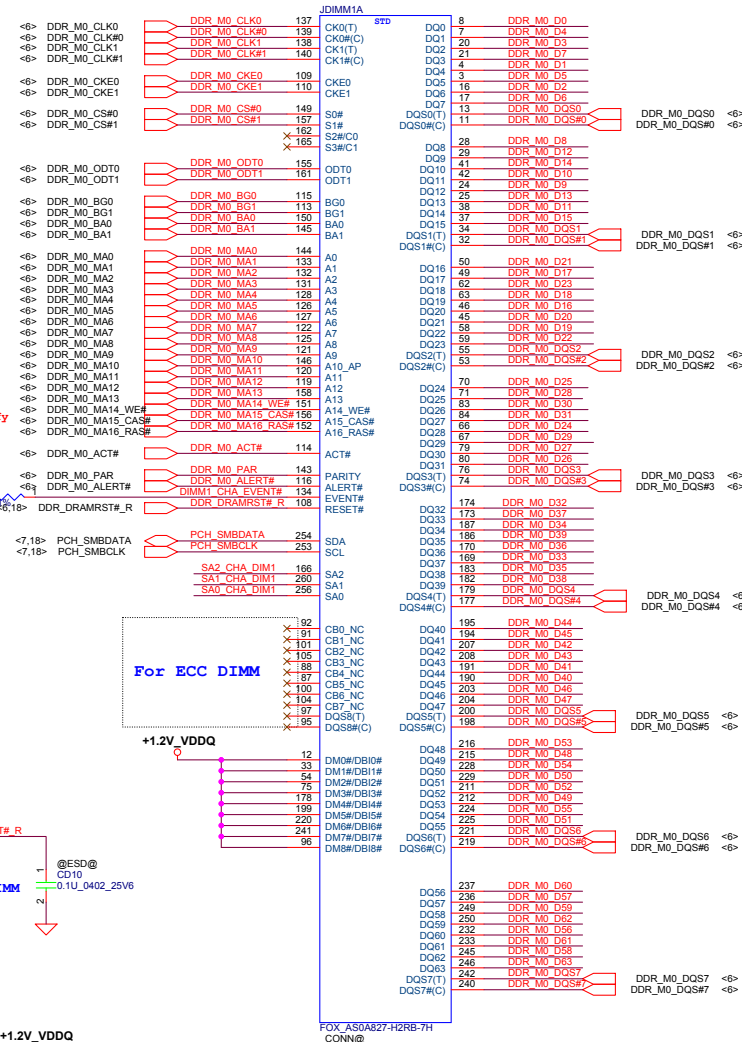 JDIMM1A
STD
<6> DDR_M0_CLK0 DDR_M0_CLK0 137 CK0(T)
<6> DDR_M0_CLK#0 DDR_M0_CLK#0 139 CK0#(C)
<6> DDR_M0_CLK1 DDR_M0_CLK1 138 CK1(T)
<6> DDR_M0_CLK#1 DDR_M0_CLK#1 140 CK1#(C)
<6> DDR_M0_CKE0 DDR_M0_CKE0 109 CKE0
<6> DDR_M0_CKE1 DDR_M0_CKE1 110 CKE1
<6> DDR_M0_CS#0 DDR_M0_CS#0 149 S0#
<6> DDR_M0_CS#1 DDR_M0_CS#1 157 S1#
162 S2#/C0
165 S3#/C1
<6> DDR_M0_ODT0 DDR_M0_ODT0 155 ODT0
<6> DDR_M0_ODT1 DDR_M0_ODT1 161 ODT1
<6> DDR_M0_BG0 DDR_M0_BG0 115 BG0
<6> DDR_M0_BG1 DDR_M0_BG1 113 BG1
<6> DDR_M0_BA0 DDR_M0_BA0 150 BA0
<6> DDR_M0_BA1 DDR_M0_BA1 145 BA1
<6> DDR_M0_MA0 DDR_M0_MA0 144 A0
<6> DDR_M0_MA1 DDR_M0_MA1 133 A1
<6> DDR_M0_MA2 DDR_M0_MA2 132 A2
<6> DDR_M0_MA3 DDR_M0_MA3 131 A3
<6> DDR_M0_MA4 DDR_M0_MA4 128 A4
<6> DDR_M0_MA5 DDR_M0_MA5 126 A5
<6> DDR_M0_MA6 DDR_M0_MA6 127 A6
<6> DDR_M0_MA7 DDR_M0_MA7 122 A7
<6> DDR_M0_MA8 DDR_M0_MA8 125 A8
<6> DDR_M0_MA9 DDR_M0_MA9 121 A9
<6> DDR_M0_MA10 DDR_M0_MA10 146 A10_AP
<6> DDR_M0_MA11 DDR_M0_MA11 120 A11
<6> DDR_M0_MA12 DDR_M0_MA12 119 A12
<6> DDR_M0_MA13 DDR_M0_MA13 158 A13
<6> DDR_M0_MA14_WE# DDR_M0_MA14_WE# 151 A14_WE#
<6> DDR_M0_MA15_CAS# DDR_M0_MA15_CAS# 156 A15_CAS#
<6> DDR_M0_MA16_RAS# DDR_M0_MA16_RAS# 152 A16_RAS#
y
<6> DDR_M0_ACT# DDR_M0_ACT# 114 ACT#
<6> DDR_M0_PAR DDR_M0_PAR 143 PARITY
<6> DDR_M0_ALERT# DDR_M0_ALERT# 116 ALERT#
1 DIMM1_CHA_EVENT# 134 EVENT#
DDR_DRAMRST#_R DDR_DRAMRST#_R 108 RESET#
<7,18> PCH_SMBDATA PCH_SMBDATA 254 SDA
<7,18> PCH_SMBCLK PCH_SMBCLK 253 SCL
SA2_CHA_DIM1 166 SA2
SA1_CHA_DIM1 260 SA1
SA0_CHA_DIM1 256 SA0
For ECC DIMM
92 CB0_NC
91 CB1_NC
101 CB2_NC
105 CB3_NC
88 CB4_NC
87 CB5_NC
100 CB6_NC
104 CB7_NC
97 DQS8(T)
95 DQS8#(C)
+1.2V_VDDQ
12 DM0#/DBI0#
33 DM1#/DBI1#
54 DM2#/DBI2#
75 DM3#/DBI3#
178 DM4#/DBI4#
199 DM5#/DBI5#
220 DM6#/DBI6#
241 DM7#/DBI7#
96 DM8#/DBI8#
DQ0 8 DDR_M0_D0
DQ1 7 DDR_M0_D4
DQ2 20 DDR_M0_D3
DQ3 21 DDR_M0_D7
DQ4 4 DDR_M0_D1
DQ5 3 DDR_M0_D5
DQ6 16 DDR_M0_D2
DQ7 17 DDR_M0_D6
DQS0(T) 13 DDR_M0_DQS0 DDR_M0_DQS0 <6>
DQS0#(C) 11 DDR_M0_DQS#0 DDR_M0_DQS#0 <6>
DQ8 28 DDR_M0_D8
DQ9 29 DDR_M0_D12
DQ10 41 DDR_M0_D14
DQ11 42 DDR_M0_D10
DQ12 24 DDR_M0_D9
DQ13 25 DDR_M0_D13
DQ14 38 DDR_M0_D11
DQ15 37 DDR_M0_D15
DQS1(T) 34 DDR_M0_DQS1 DDR_M0_DQS1 <6>
DQS1#(C) 32 DDR_M0_DQS#1 DDR_M0_DQS#1 <6>
DQ16 50 DDR_M0_D21
DQ17 49 DDR_M0_D17
DQ18 62 DDR_M0_D23
DQ19 63 DDR_M0_D18
DQ20 46 DDR_M0_D16
DQ21 45 DDR_M0_D20
DQ22 58 DDR_M0_D19
DQ23 59 DDR_M0_D22
DQS2(T) 55 DDR_M0_DQS2 DDR_M0_DQS2 <6>
DQS2#(C) 53 DDR_M0_DQS#2 DDR_M0_DQS#2 <6>
DQ24 70 DDR_M0_D25
DQ25 71 DDR_M0_D28
DQ26 83 DDR_M0_D30
DQ27 84 DDR_M0_D31
DQ28 66 DDR_M0_D24
DQ29 67 DDR_M0_D29
DQ30 79 DDR_M0_D27
DQ31 80 DDR_M0_D26
DQS3(T) 76 DDR_M0_DQS3 DDR_M0_DQS3 <6>
DQS3#(C) 74 DDR_M0_DQS#3 DDR_M0_DQS#3 <6>
DQ32 174 DDR_M0_D32
DQ33 173 DDR_M0_D37
DQ34 187 DDR_M0_D34
DQ35 186 DDR_M0_D39
DQ36 170 DDR_M0_D36
DQ37 169 DDR_M0_D33
DQ38 183 DDR_M0_D35
DQ39 182 DDR_M0_D38
DQS4(T) 179 DDR_M0_DQS4 DDR_M0_DQS4 <6
DQS4#(C) 177 DDR_M0_DQS#4 DDR_M0_DQS#4 <6
DQ40 195 DDR_M0_D44
DQ41 194 DDR_M0_D45
DQ42 207 DDR_M0_D42
DQ43 208 DDR_M0_D43
DQ44 191 DDR_M0_D41
DQ45 190 DDR_M0_D40
DQ46 203 DDR_M0_D46
DQ47 204 DDR_M0_D47
DQS5(T) 200 DDR_M0_DQS5 DDR_M0_DQS5 <6>
DQS5#(C) 198 DDR_M0_DQS#5 DDR_M0_DQS#5 <6>
DQ48 216 DDR_M0_D53
DQ49 215 DDR_M0_D48
DQ50 228 DDR_M0_D54
DQ51 229 DDR_M0_D50
DQ52 211 DDR_M0_D52
DQ53 212 DDR_M0_D49
DQ54 224 DDR_M0_D55
DQ55 225 DDR_M0_D51
DQS6(T) 221 DDR_M0_DQS6 DDR_M0_DQS6 <6>
DQS6#(C) 219 DDR_M0_DQS#6 DDR_M0_DQS#6 <6>
DQ56 237 DDR_M0_D60
DQ57 236 DDR_M0_D57
DQ58 249 DDR_M0_D59
DQ59 250 DDR_M0_D62
DQ60 232 DDR_M0_D56
DQ61 233 DDR_M0_D61
DQ62 245 DDR_M0_D58
DQ63 246 DDR_M0_D63
DQS7(T) 242 DDR_M0_DQS7 DDR_M0_DQS7 <6>
DQS7#(C) 240 DDR_M0_DQS#7 DDR_M0_DQS#7 <6>
T#_R
1
@ESD@
CD10
0.1U_0402_25V6
IMM
2
FOX_AS0A827-H2RB-7H
CONN@
+1.2V_VDDQ